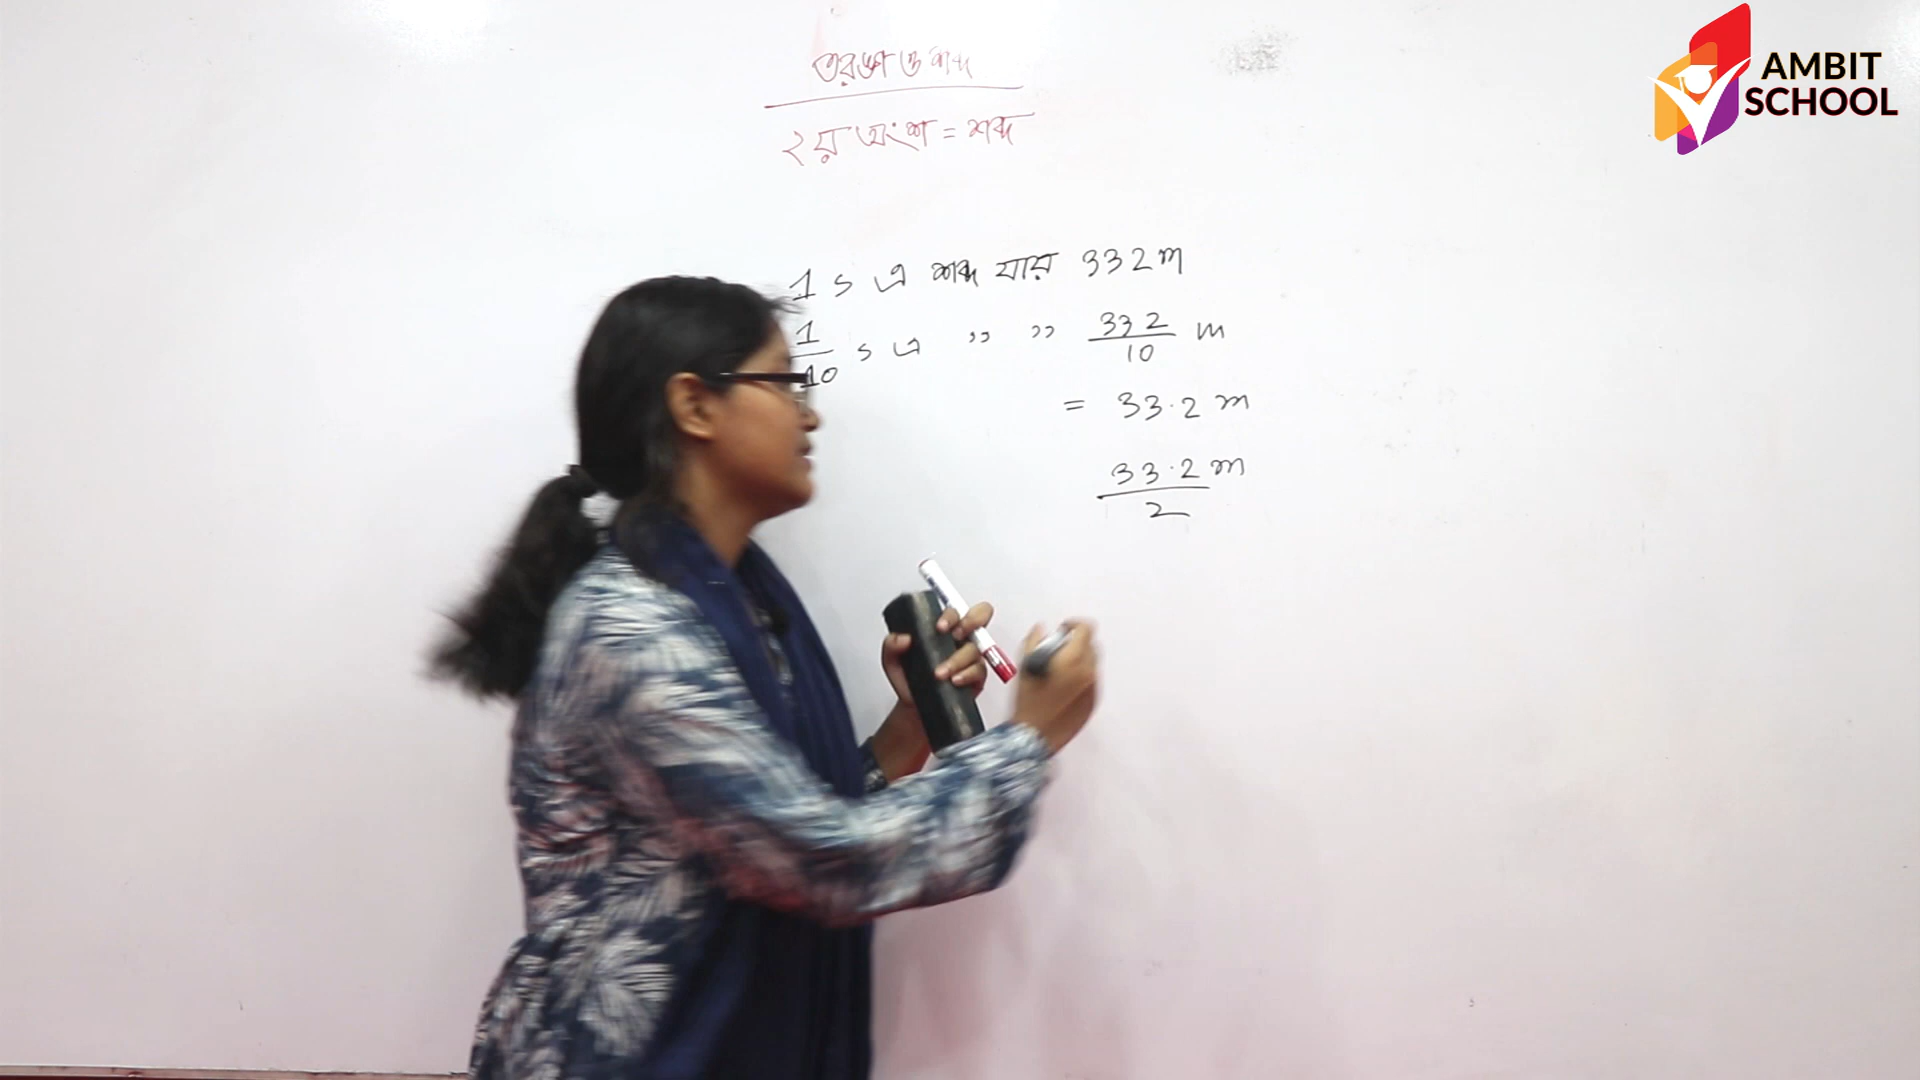 তরঙ্গ ও শব্দ
২য় অংশ = শব্দ
AMBIT
SCHOOL
1 s এ শব্দ যায় 332 m
1/10 s এ " " 332/10 m
= 33.2 m
33.2 m/2